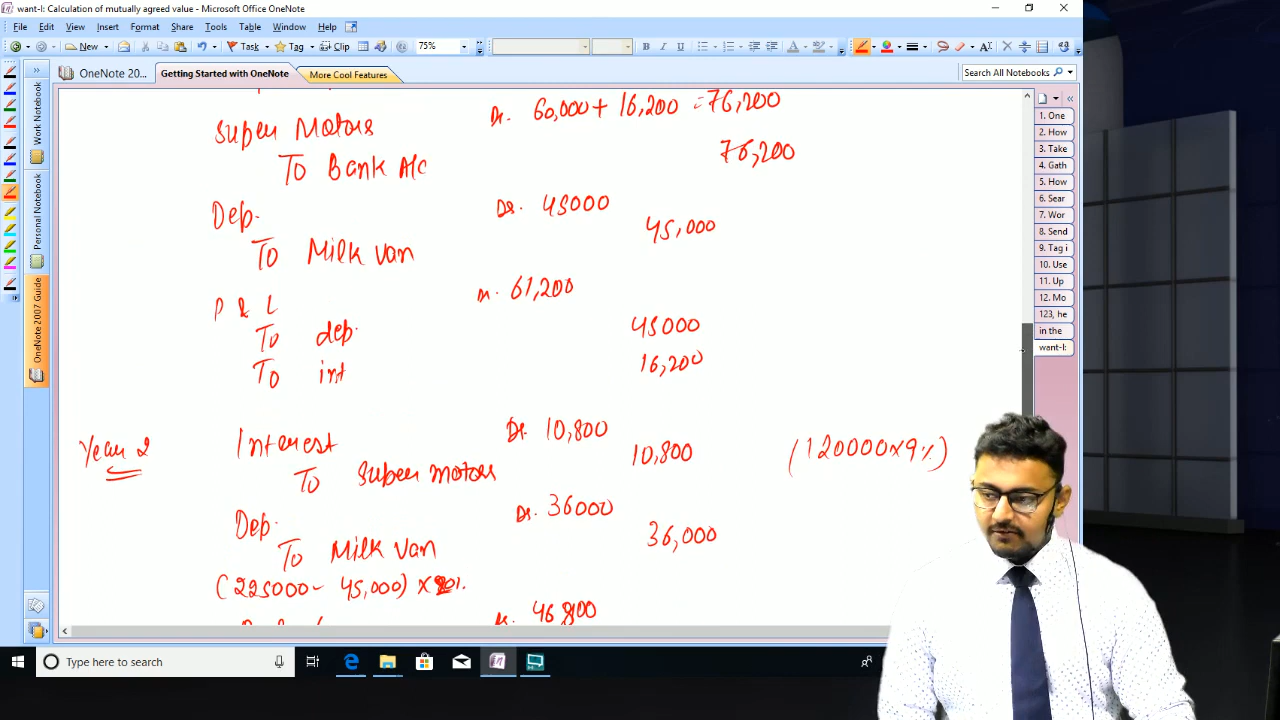 want-l: Calculation of mutually agreed value - Microsoft Office OneNote
File Edit View Insert Format Share Tools Table Window Help
New Task Tag Clip 75%
OneNote 20... Getting Started with OneNote More Cool Features Search All Notebooks
Work Notebook
Personal Notebook
OneNote 2007 Guide
1. One
2. How
3. Take
4. Gath
5. How
6. Sear
7. Wor
8. Send
9. Tag i
10. Use
11. Up
12. Mo
123, he
in the
want-l:
Super Motors Dr. 60,000 + 16,200 = 76,200
To Bank A/c 76,200
Dep. Dr. 45000
To Milk Van 45,000
P & L Dr. 61,200
To dep. 45000
To int 16,200
Year 2 Interest Dr. 10,800
To Super motors 10,800 (120000×9%)
Dep. Dr. 36000
To Milk Van 36,000
(225000 - 45,000) × 20%.
Dr. 46,800
Type here to search